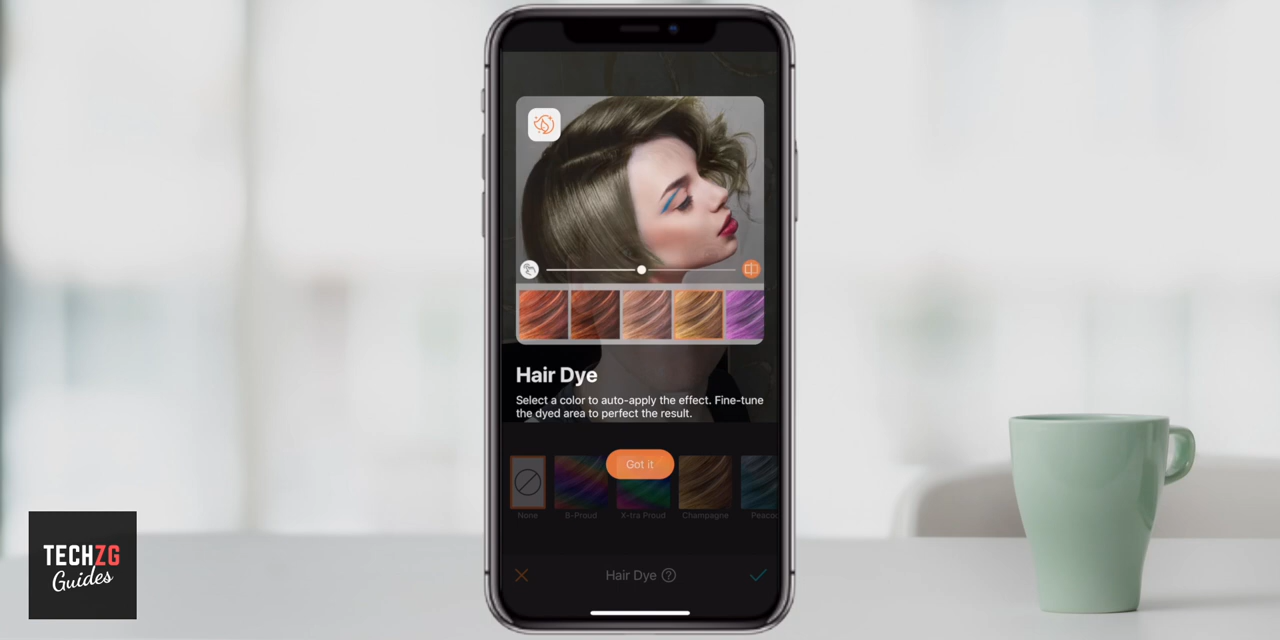 Hair Dye
Select a color to auto-apply the effect. Fine-tune
the dyed area to perfect the result.
Got it
None
B-Proud
X-tra Proud
Champagne
Peacoc
Hair Dye ?
TECHZG
Guides